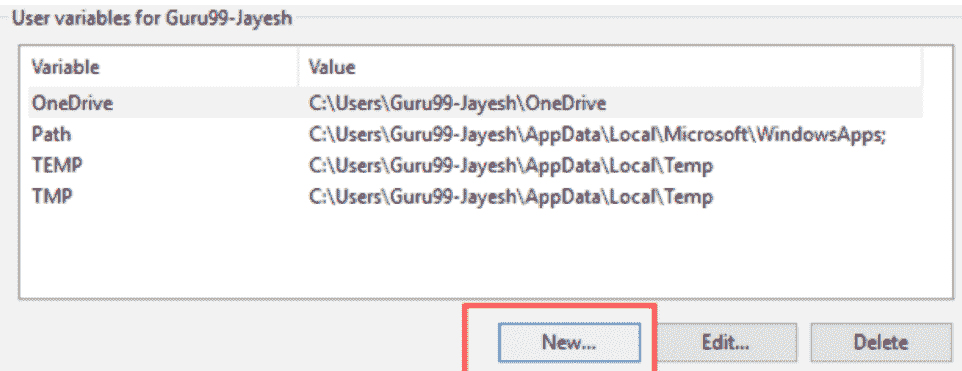 User variables for Guru99-Jayesh
Variable Value
OneDrive C:\Users\Guru99-Jayesh\OneDrive
Path C:\Users\Guru99-Jayesh\AppData\Local\Microsoft\WindowsApps;
TEMP C:\Users\Guru99-Jayesh\AppData\Local\Temp
TMP C:\Users\Guru99-Jayesh\AppData\Local\Temp
New... Edit... Delete